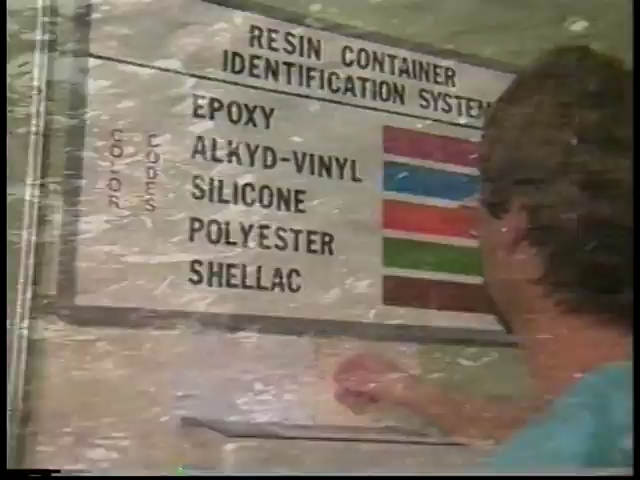 RESIN CONTAINER
IDENTIFICATION SYSTEM
COLOR CODES
EPOXY
ALKYD-VINYL
SILICONE
POLYESTER
SHELLAC